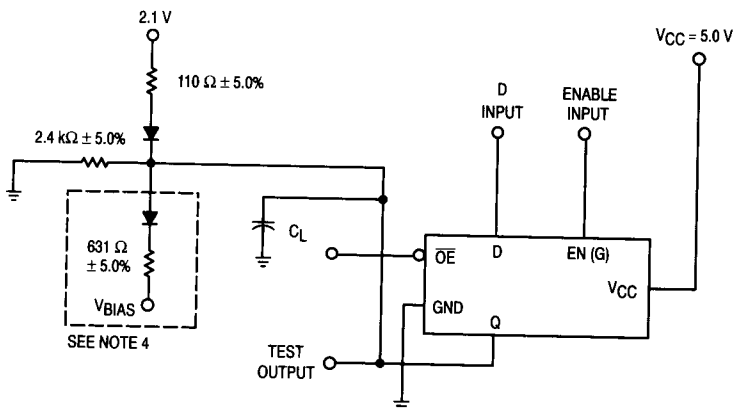 2.1 V
110 Ω ± 5.0%
2.4 kΩ ± 5.0%
631 Ω
± 5.0%
VBIAS
SEE NOTE 4
CL
TEST
OUTPUT
D
INPUT
ENABLE
INPUT
VCC = 5.0 V
OE
D
EN (G)
VCC
GND
Q